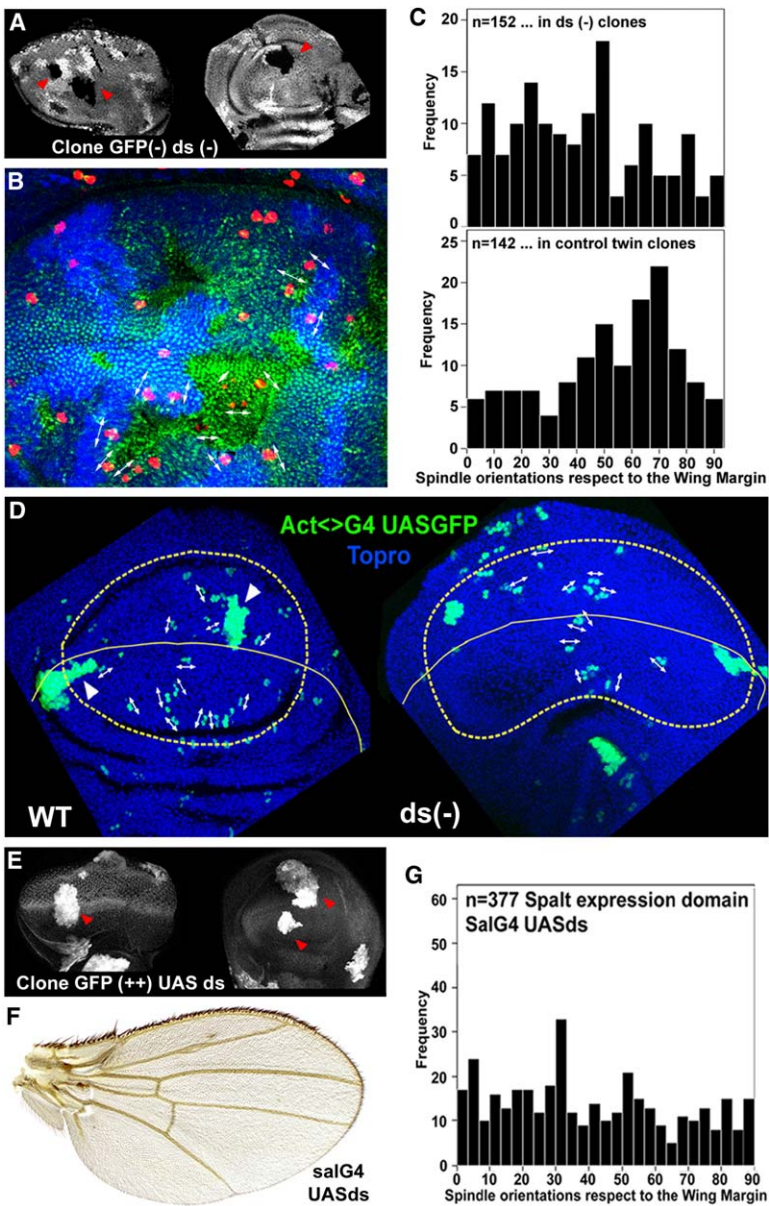 A
Clone GFP(-) ds (-)
B
C
n=152 ... in ds (-) clones
Frequency
20
15
10
5
0
n=142 ... in control twin clones
Frequency
25
20
15
10
5
0
0 10 20 30 40 50 60 70 80 90
Spindle orientations respect to the Wing Margin
D
Act<>G4 UASGFP
Topro
WT
ds(-)
E
Clone GFP (++) UAS ds
F
salG4
UASds
G
n=377 Spalt expression domain
SalG4 UASds
Frequency
60
50
40
30
20
10
0
0 10 20 30 40 50 60 70 80 90
Spindle orientations respect to the Wing Margin